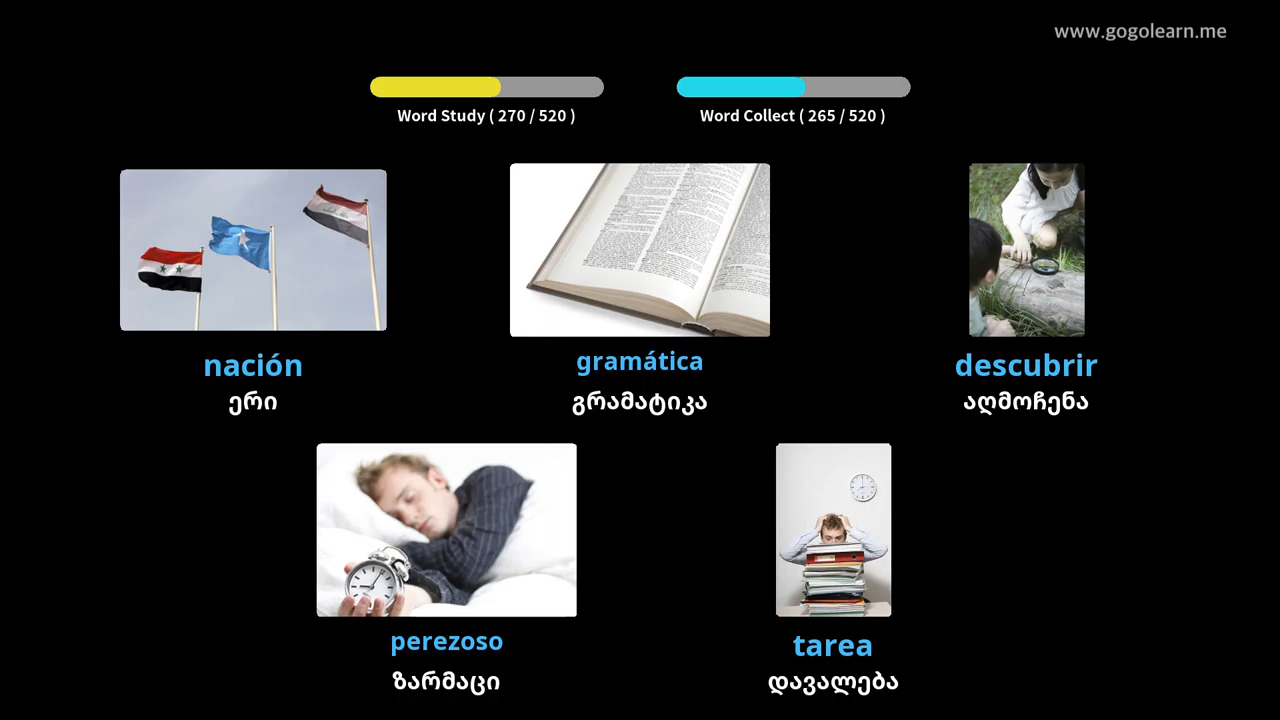 www.gogolearn.me
Word Study ( 270 / 520 )
Word Collect ( 265 / 520 )
nación
gramática
descubrir
ერი
გრამატიკა
აღმოჩენა
perezoso
tarea
ზარმაცი
დავალება